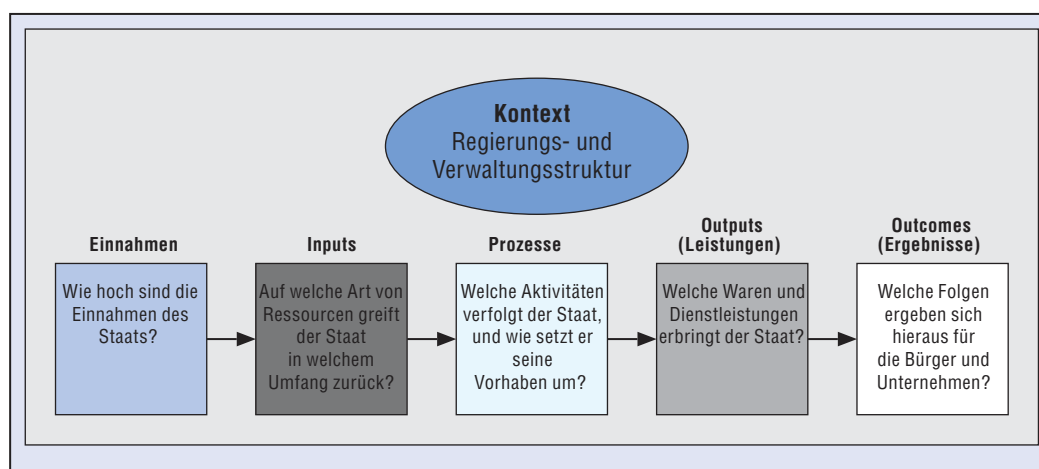 Kontext
Regierungs- und
Verwaltungsstruktur
Einnahmen
Wie hoch sind die
Einnahmen des
Staats?
Inputs
Auf welche Art von
Ressourcen greift
der Staat
in welchem
Umfang zurück?
Prozesse
Welche Aktivitäten
verfolgt der Staat,
und wie setzt er
seine
Vorhaben um?
Outputs
(Leistungen)
Welche Waren und
Dienstleistungen
erbringt der Staat?
Outcomes
(Ergebnisse)
Welche Folgen
ergeben sich
hieraus für
die Bürger und
Unternehmen?